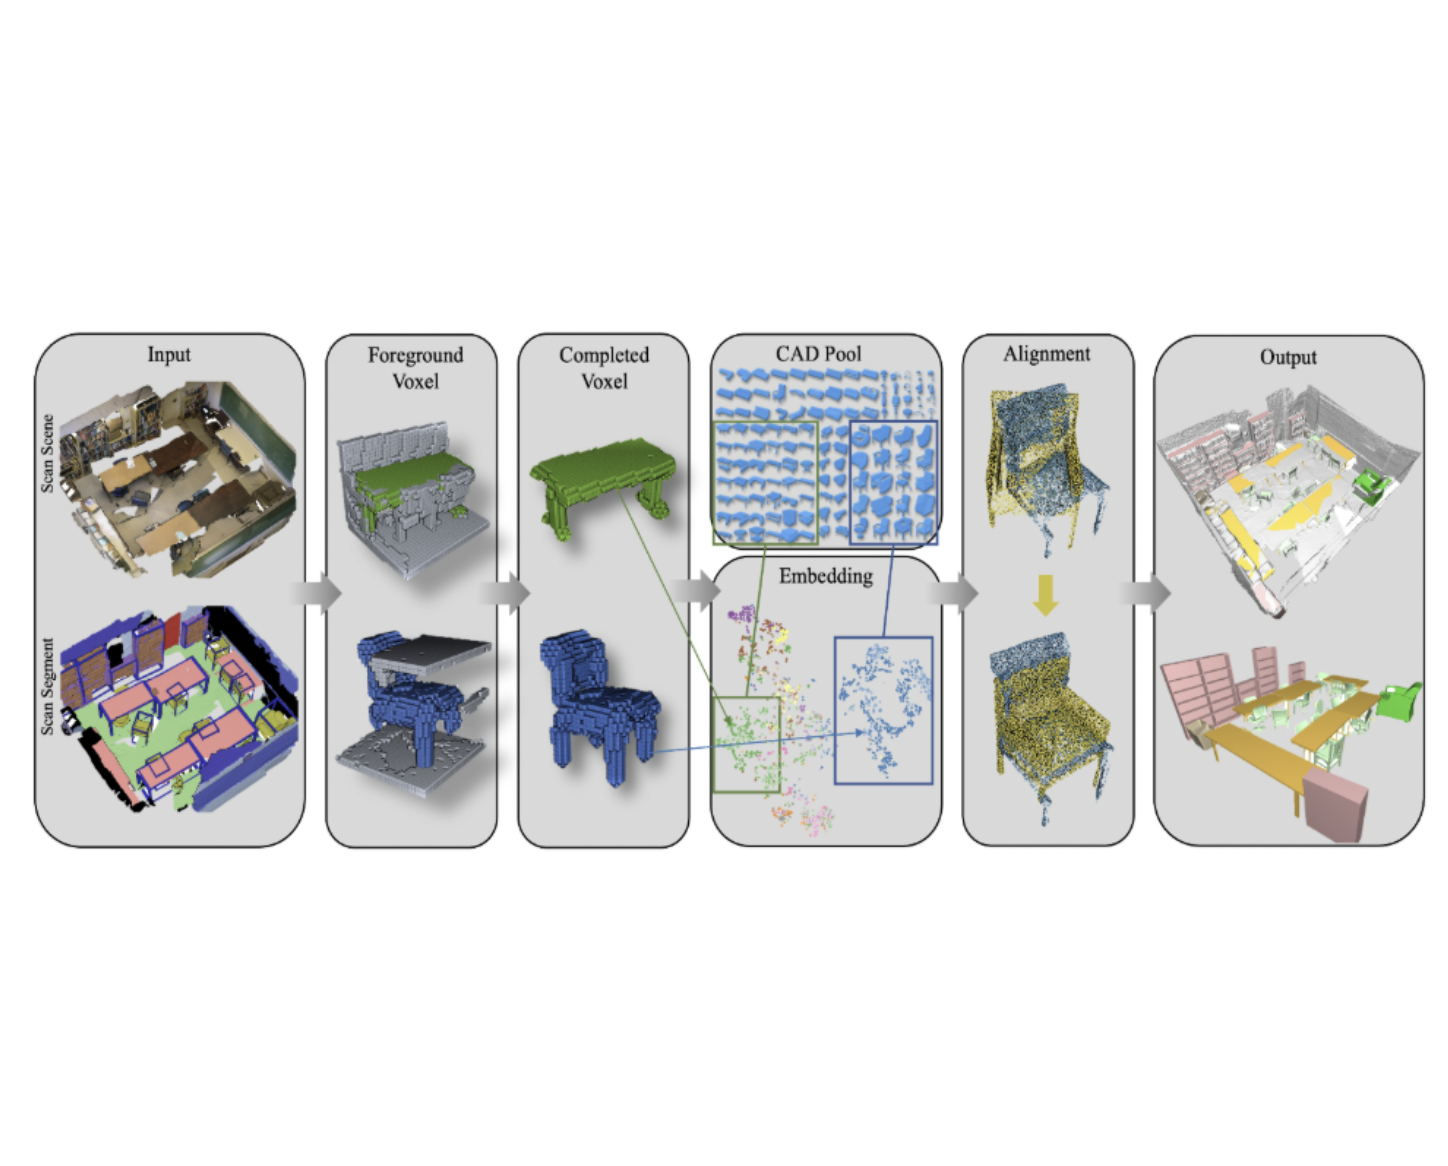 Input
Scan Scene
Scan Segment
Foreground
Voxel
Completed
Voxel
CAD Pool
Embedding
Alignment
Output